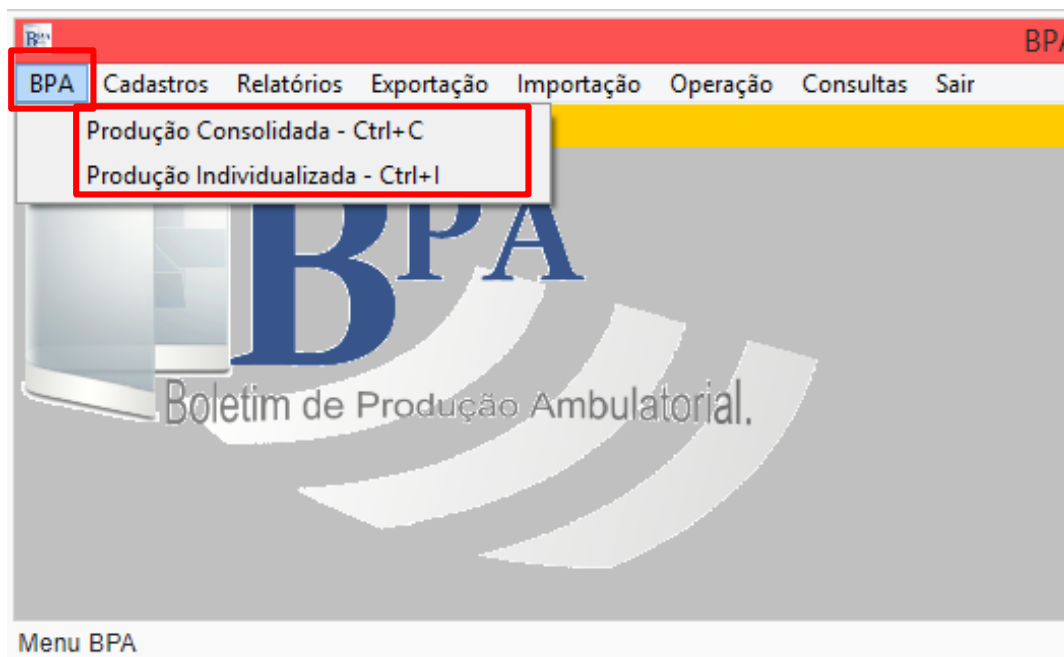 BPA
BPA
BPA Cadastros Relatórios Exportação Importação Operação Consultas Sair
Produção Consolidada - Ctrl+C
Produção Individualizada - Ctrl+I
BPA
Boletim de Produção Ambulatorial.
Menu BPA